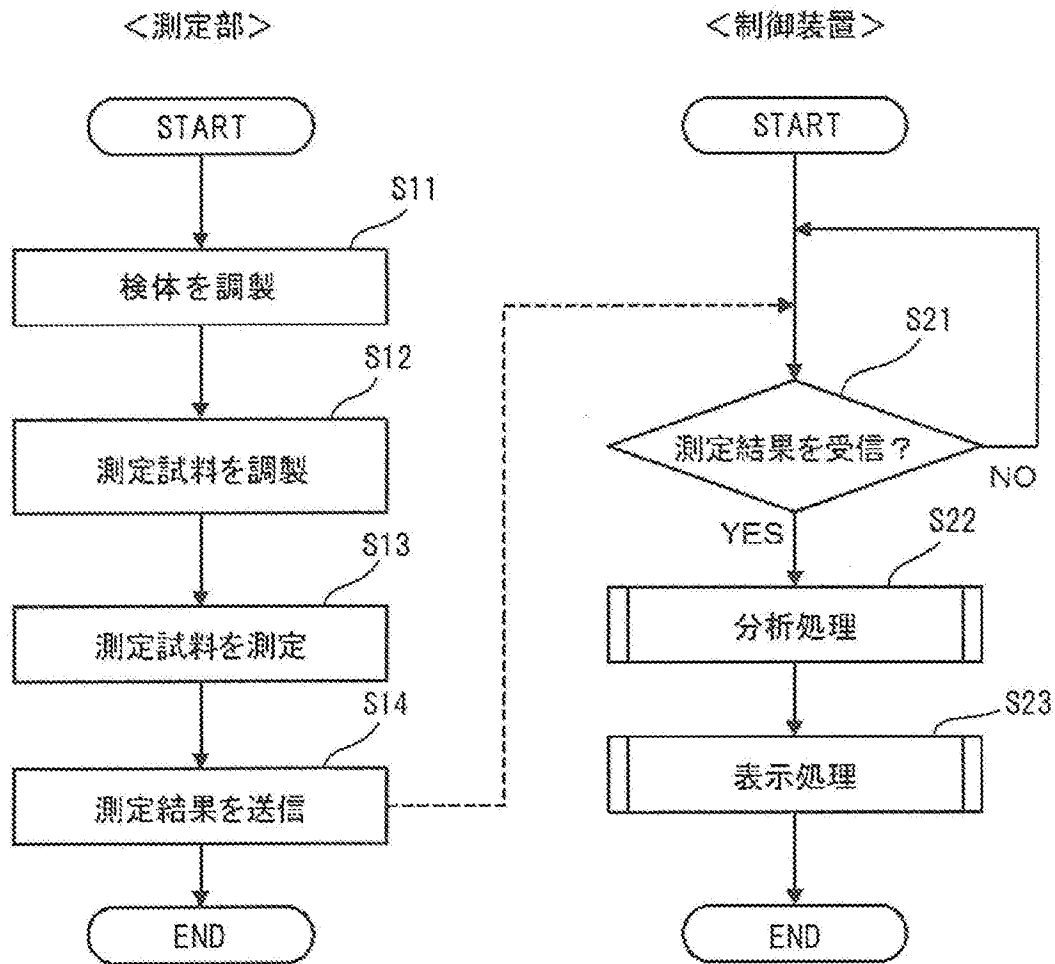 <測定部>
START
S11
検体を調製
S12
測定試料を調製
S13
測定試料を測定
S14
測定結果を送信
END
<制御装置>
START
S21
測定結果を受信?
NO
YES
S22
分析処理
S23
表示処理
END